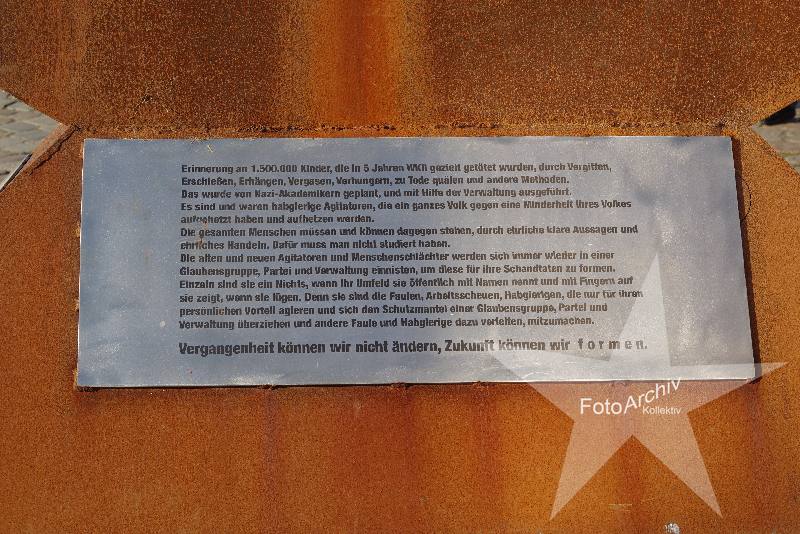 Erinnerung an 1.500.000 Kinder, die in 5 Jahren WKII gezielt getötet wurden, durch Vergiften,
Erschießen, Erhängen, Vergasen, Verhungern, zu Tode quälen und andere Methoden.
Das wurde von Nazi-Akademikern geplant, und mit Hilfe der Verwaltung ausgeführt.
Es sind und waren habgierige Agitatoren, die ein ganzes Volk gegen eine Minderheit ihres Volkes
aufgehetzt haben und aufhetzen werden.
Die gesamten Menschen müssen und können dagegen stehen, durch ehrliche klare Aussagen und
ehrliches Handeln. Dafür muss man nicht studiert haben.
Die alten und neuen Agitatoren und Menschenschlächter werden sich immer wieder in einer
Glaubensgruppe, Partei und Verwaltung einnisten, um diese für ihre Schandtaten zu formen.
Einzeln sind sie ein Nichts, wenn ihr Umfeld sie öffentlich mit Namen nennt und mit Fingern auf
sie zeigt, wenn sie lügen. Denn sie sind die Faulen, Arbeitsscheuen, Habgierigen, die nur für ihren
persönlichen Vorteil agieren und sich den Schutzmantel einer Glaubensgruppe, Partei und
Verwaltung überziehen und andere Faule und Habgierige dazu verleiten, mitzumachen.
Vergangenheit können wir nicht ändern, Zukunft können wir f o r m e n.
FotoArchiv
Kollektiv